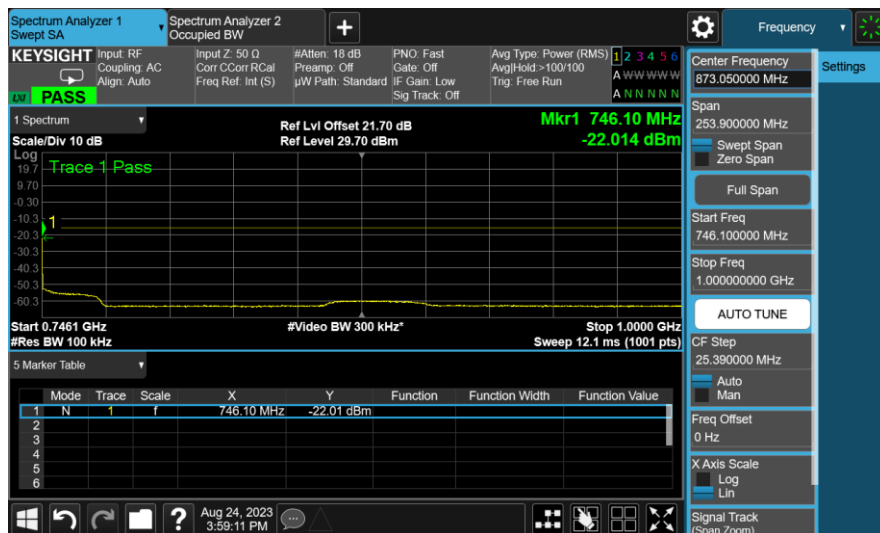 Spectrum Analyzer 1
Swept SA
Spectrum Analyzer 2
Occupied BW
Frequency
KEYSIGHT
LXI
PASS
Input: RF
Coupling: AC
Align: Auto
Input Z: 50 Ω
Corr CCorr RCal
Freq Ref: Int (S)
#Atten: 18 dB
Preamp: Off
µW Path: Standard
PNO: Fast
Gate: Off
IF Gain: Low
Sig Track: Off
Avg Type: Power (RMS)
Avg|Hold:>100/100
Trig: Free Run
1 2 3 4 5 6
A W W W W W
A N N N N N
1 Spectrum
Scale/Div 10 dB
Ref Lvl Offset 21.70 dB
Ref Level 29.70 dBm
Mkr1 746.10 MHz
-22.014 dBm
Log
Trace 1 Pass
19.7
9.70
-0.30
-10.3
-20.3
-30.3
-40.3
-50.3
-60.3
1
Start 0.7461 GHz
#Res BW 100 kHz
#Video BW 300 kHz*
Stop 1.0000 GHz
Sweep 12.1 ms (1001 pts)
5 Marker Table
Mode Trace Scale X Y Function Function Width Function Value
1 N 1 f 746.10 MHz -22.01 dBm
2
3
4
5
6
Aug 24, 2023
3:59:11 PM
?
Center Frequency
873.050000 MHz
Span
253.900000 MHz
Swept Span
Zero Span
Full Span
Start Freq
746.100000 MHz
Stop Freq
1.000000000 GHz
AUTO TUNE
CF Step
25.390000 MHz
Auto
Man
Freq Offset
0 Hz
X Axis Scale
Log
Lin
Signal Track
(Span Zoom)
Settings